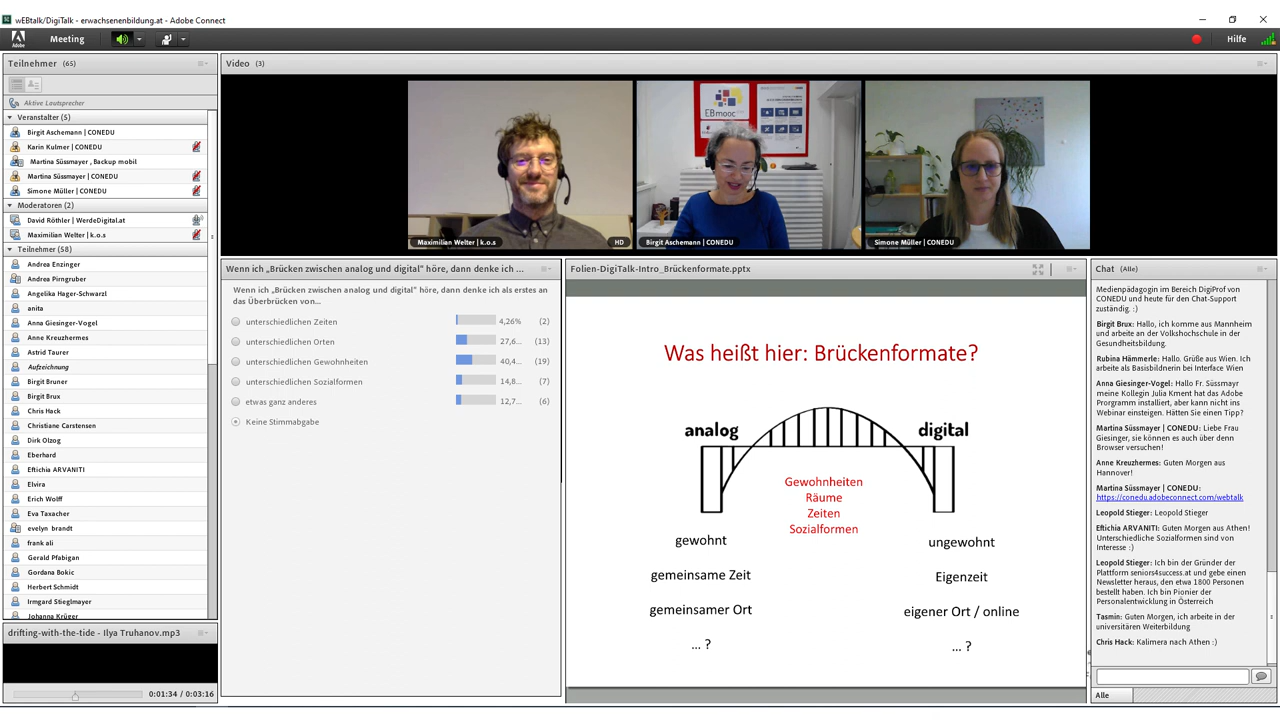 wEBtalk/DigiTalk - erwachsenenbildung.at - Adobe Connect
Adobe
Meeting
Hilfe
Teilnehmer (65)
Aktive Lautsprecher
Veranstalter (5)
Birgit Aschemann | CONEDU
Karin Kulmer | CONEDU
Martina Süssmayer , Backup mobil
Martina Süssmayer | CONEDU
Simone Müller | CONEDU
Moderatoren (2)
David Röthler | WerdeDigital.at
Maximilian Welter | k.o.s
Teilnehmer (58)
Andrea Enzinger
Andrea Pirngruber
Angelika Hager-Schwarzl
anita
Anna Giesinger-Vogel
Anne Kreuzhermes
Astrid Taurer
Aufzeichnung
Birgit Bruner
Birgit Brux
Chris Hack
Christiane Carstensen
Dirk Olzog
Eberhard
Eftichia ARVANITI
Elvira
Erich Wolff
Eva Taxacher
evelyn brandt
frank ali
Gerald Pfabigan
Gordana Bokic
Herbert Schmidt
Irmgard Stieglmayer
Johanna Krüger
drifting-with-the-tide - Ilya Truhanov.mp3
0:01:34 / 0:03:16
Video (3)
EBmooc
Maximilian Welter | k.o.s
HD
Birgit Aschemann | CONEDU
Simone Müller | CONEDU
Wenn ich „Brücken zwischen analog und digital" höre, dann denke ich ...
Wenn ich „Brücken zwischen analog und digital" höre, dann denke ich als erstes an
das Überbrücken von...
unterschiedlichen Zeiten 4,26% (2)
unterschiedlichen Orten 27,6... (13)
unterschiedlichen Gewohnheiten 40,4... (19)
unterschiedlichen Sozialformen 14,8... (7)
etwas ganz anderes 12,7... (6)
Keine Stimmabgabe
Folien-DigiTalk-Intro_Brückenformate.pptx
Was heißt hier: Brückenformate?
analog digital
Gewohnheiten
Räume
Zeiten
Sozialformen
gewohnt ungewohnt
gemeinsame Zeit Eigenzeit
gemeinsamer Ort eigener Ort / online
... ? ... ?
Chat (Alle)
Medienpädagogin im Bereich DigiProf von
CONEDU und heute für den Chat-Support
zuständig. :)
Birgit Brux: Hallo, ich komme aus Mannheim
und arbeite an der Volkshochschule in der
Gesundheitsbildung.
Rubina Hämmerle: Hallo. Grüße aus Wien. Ich
arbeite als Basisbildnerin bei Interface Wien
Anna Giesinger-Vogel: Hallo Fr. Süssmayr
meine Kollegin Julia Kment hat das Adobe
Prorgramm installiert, aber kann nicht ins
Webinar einsteigen. Hätten Sie einen Tipp?
Martina Süssmayer | CONEDU: Liebe Frau
Giesinger, sie können es auch über denn
Browser versuchen!
Anne Kreuzhermes: Guten Morgen aus
Hannover!
Martina Süssmayer | CONEDU:
https://conedu.adobeconnect.com/webtalk
Leopold Stieger: Leopold Stieger
Eftichia ARVANITI: Guten Morgen aus Athen!
Unterschiedliche Sozialformen sind von
Interesse :)
Leopold Stieger: Ich bin der Gründer der
Plattform seniors4success.at und gebe einen
Newsletter heraus, den etwa 1800 Personen
bestellt haben. Ich bin Pionier der
Personalentwicklung in Österreich
Tasmin: Guten Morgen, ich arbeite in der
universitären Weiterbildung
Chris Hack: Kalimera nach Athen :)
Alle